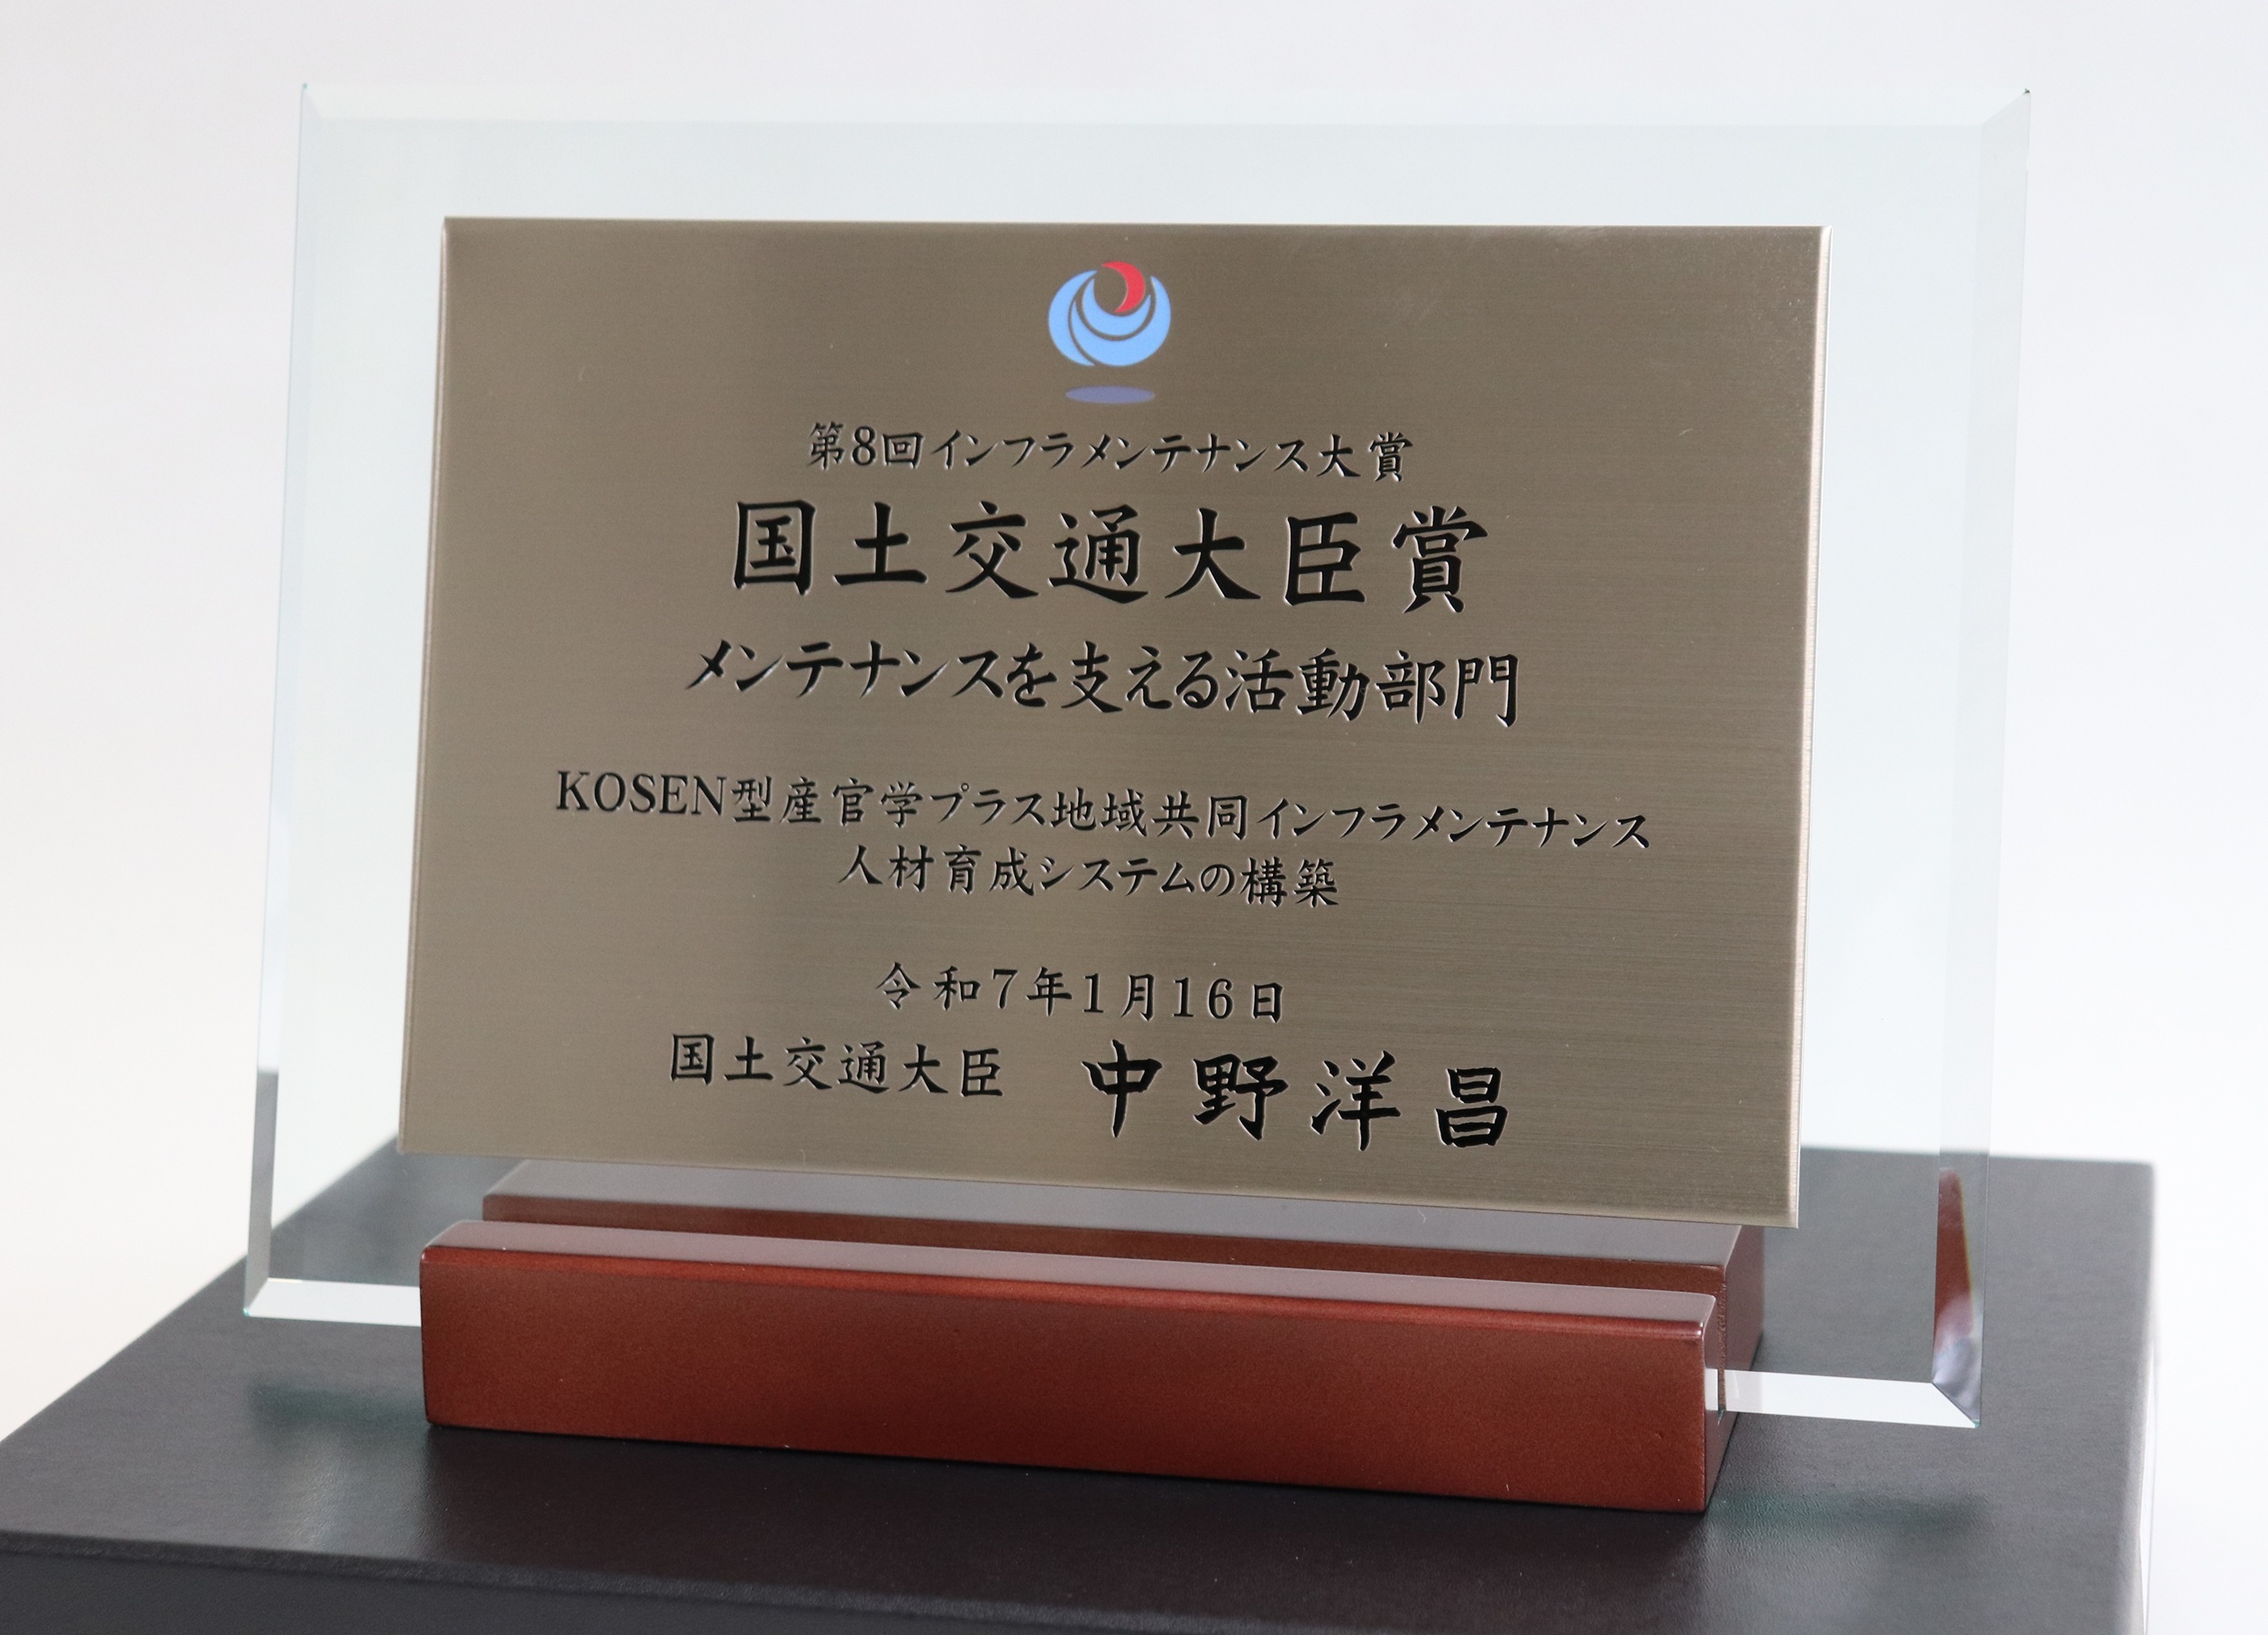 第8回インフラメンテナンス大賞
国土交通大臣賞
メンテナンスを支える活動部門
KOSEN型産官学プラス地域共同インフラメンテナンス
人材育成システムの構築
令和7年1月16日
国土交通大臣 中野洋昌